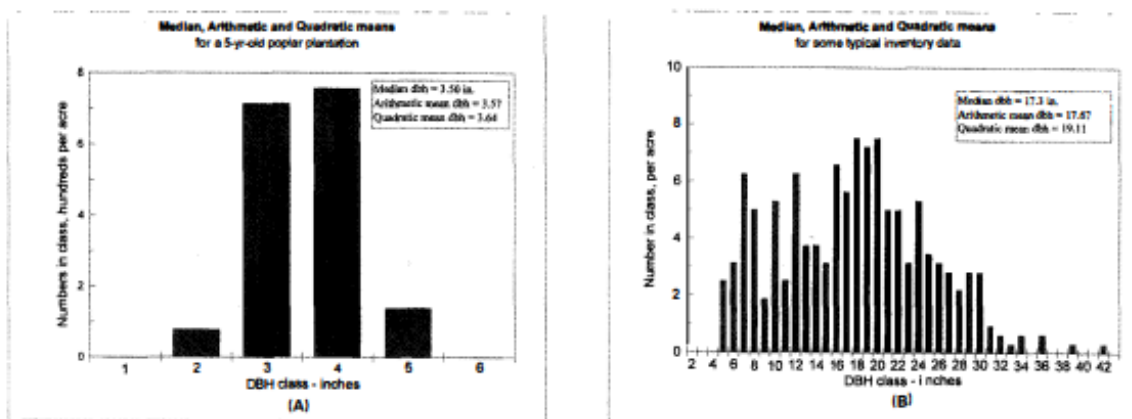 Median, Arithmetic and Quadratic means
for a 5-yr-old poplar plantation
8
6
4
2
0
Numbers in class, hundreds per acre
Median dbh = 3.50 in.
Arithmetic mean dbh = 3.57
Quadratic mean dbh = 3.64
1 2 3 4 5 6
DBH class - inches
(A)
Median, Arithmetic and Quadratic means
for some typical inventory data
10
8
6
4
2
0
Number in class, per acre
Median dbh = 17.3 in.
Arithmetic mean dbh = 17.67
Quadratic mean dbh = 19.11
2 4 6 8 10 12 14 16 18 20 22 24 26 28 30 32 34 36 38 40 42
DBH class - inches
(B)